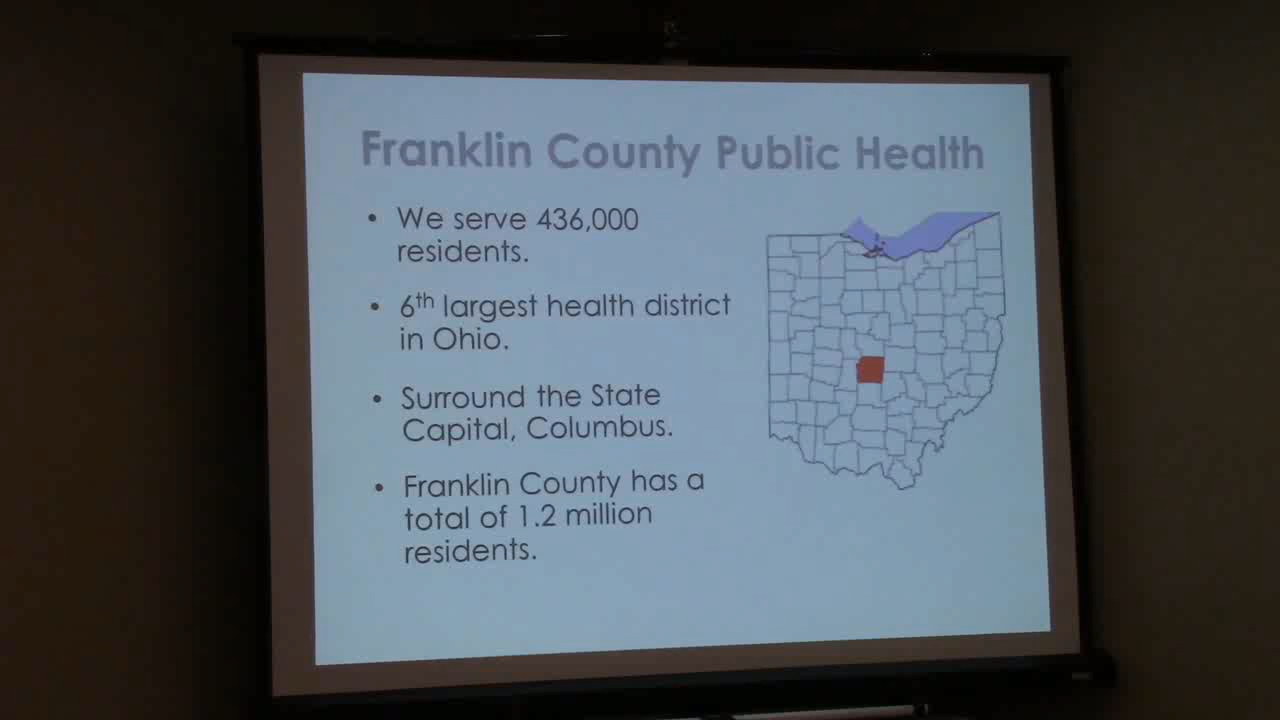 Franklin County Public Health
• We serve 436,000
residents.
• 6th largest health district
in Ohio.
• Surround the State
Capital, Columbus.
• Franklin County has a
total of 1.2 million
residents.